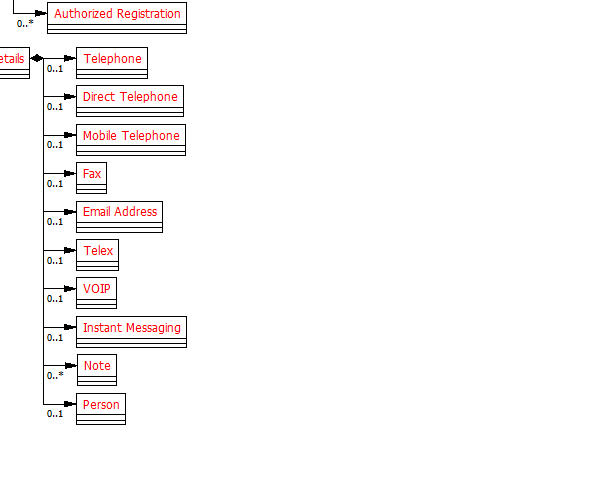 Authorized Registration
0..*
etails
Telephone
0..1
Direct Telephone
0..1
Mobile Telephone
0..1
Fax
0..1
Email Address
0..1
Telex
0..1
VOIP
0..1
Instant Messaging
0..1
Note
0..*
Person
0..1